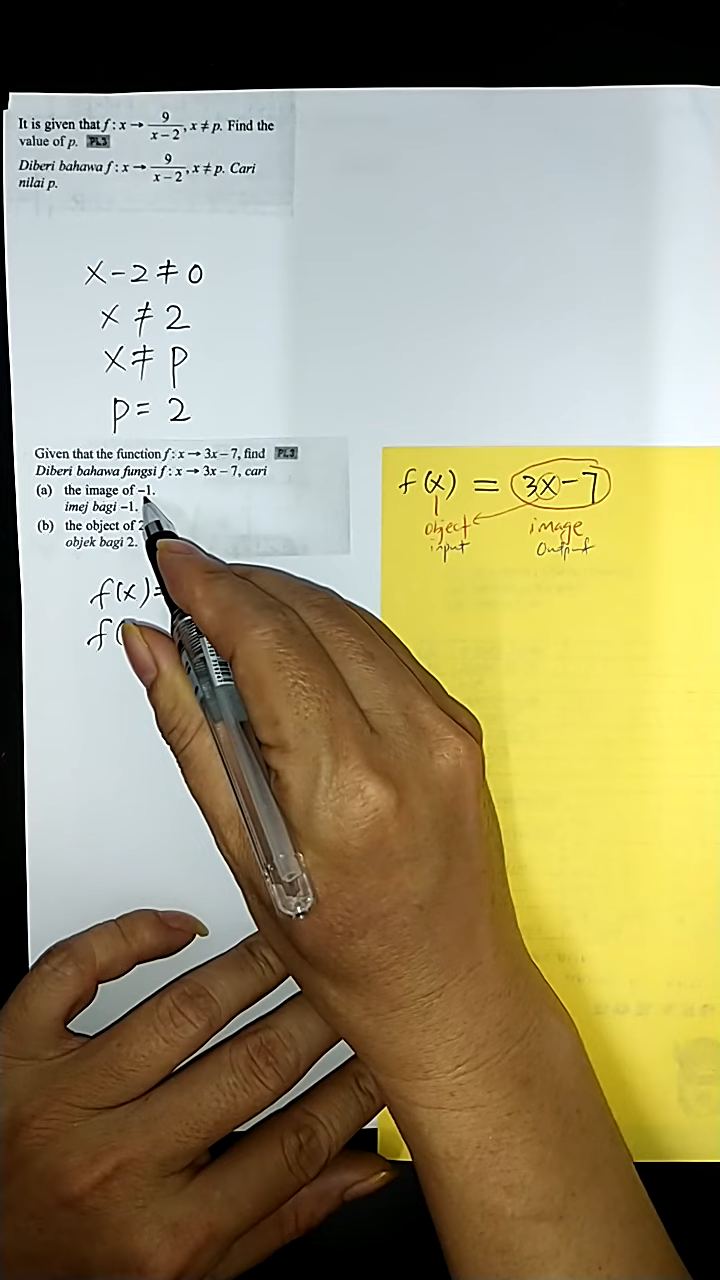 It is given that f : x → 9/(x – 2), x ≠ p. Find the
value of p. PL3
Diberi bahawa f : x → 9/(x – 2), x ≠ p. Cari
nilai p.
x – 2 ≠ 0
x ≠ 2
x ≠ p
p = 2
Given that the function f : x → 3x – 7, find PL3
Diberi bahawa fungsi f : x → 3x – 7, cari
(a) the image of –1.
imej bagi –1.
(b) the object of 2
objek bagi 2.
f(x) =
f(
f(x) = 3x – 7
object image
input output